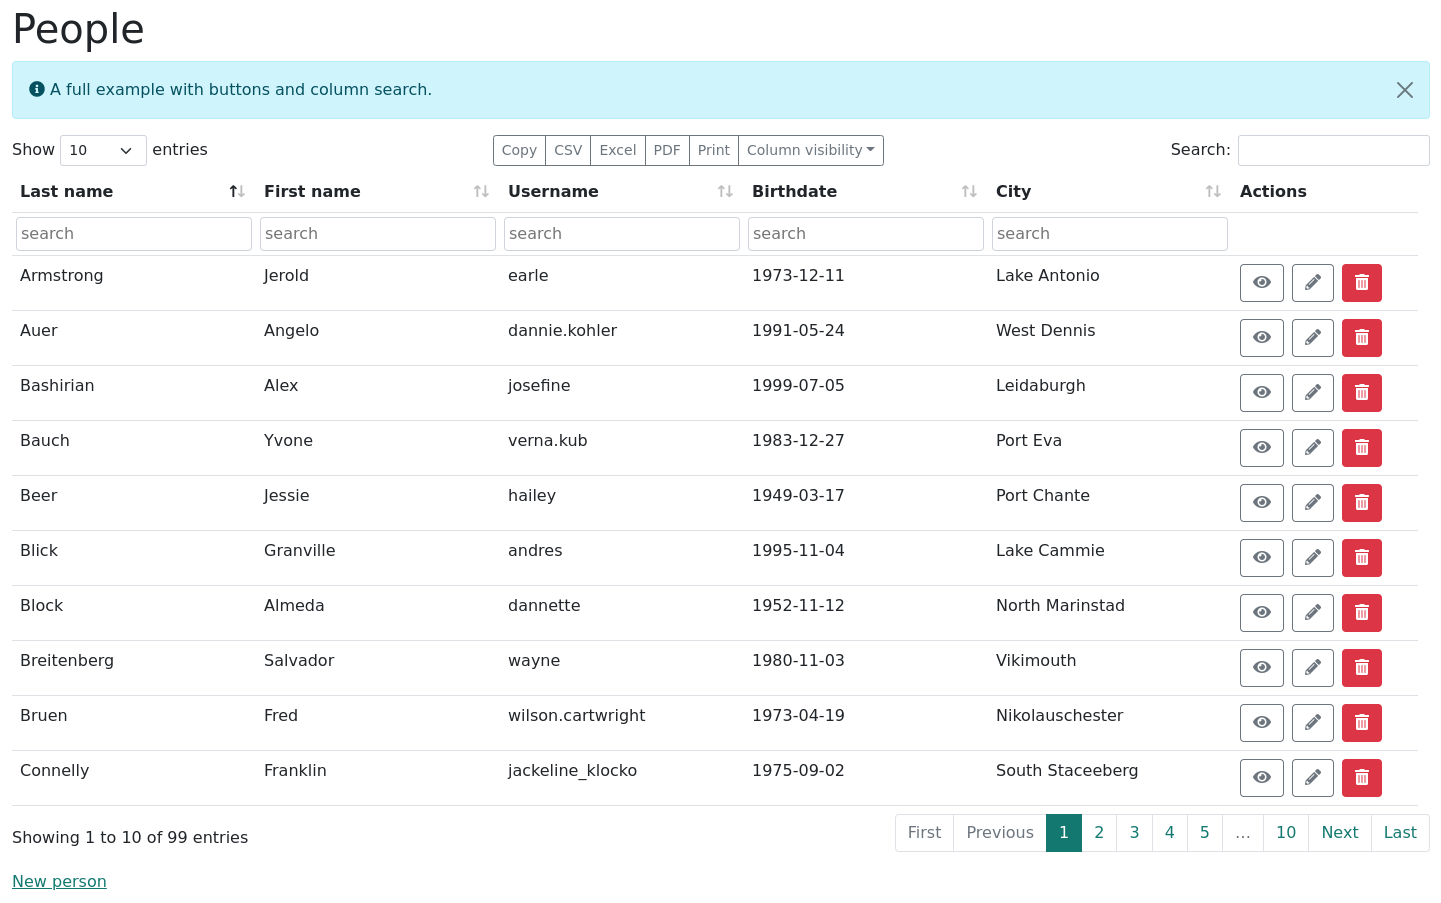 People
A full example with buttons and column search.
Show 10 entries Copy CSV Excel PDF Print Column visibility Search:
Last name First name Username Birthdate City Actions
search search search search search
Armstrong Jerold earle 1973-12-11 Lake Antonio
Auer Angelo dannie.kohler 1991-05-24 West Dennis
Bashirian Alex josefine 1999-07-05 Leidaburgh
Bauch Yvone verna.kub 1983-12-27 Port Eva
Beer Jessie hailey 1949-03-17 Port Chante
Blick Granville andres 1995-11-04 Lake Cammie
Block Almeda dannette 1952-11-12 North Marinstad
Breitenberg Salvador wayne 1980-11-03 Vikimouth
Bruen Fred wilson.cartwright 1973-04-19 Nikolauschester
Connelly Franklin jackeline_klocko 1975-09-02 South Staceeberg
Showing 1 to 10 of 99 entries First Previous 1 2 3 4 5 … 10 Next Last
New person